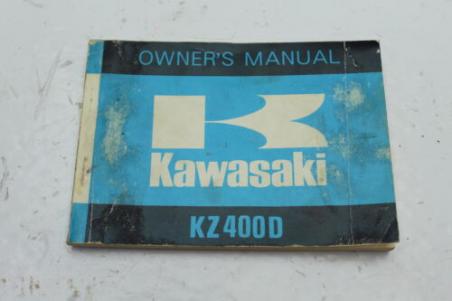 OWNER'S MANUAL
K
Kawasaki
KZ400D